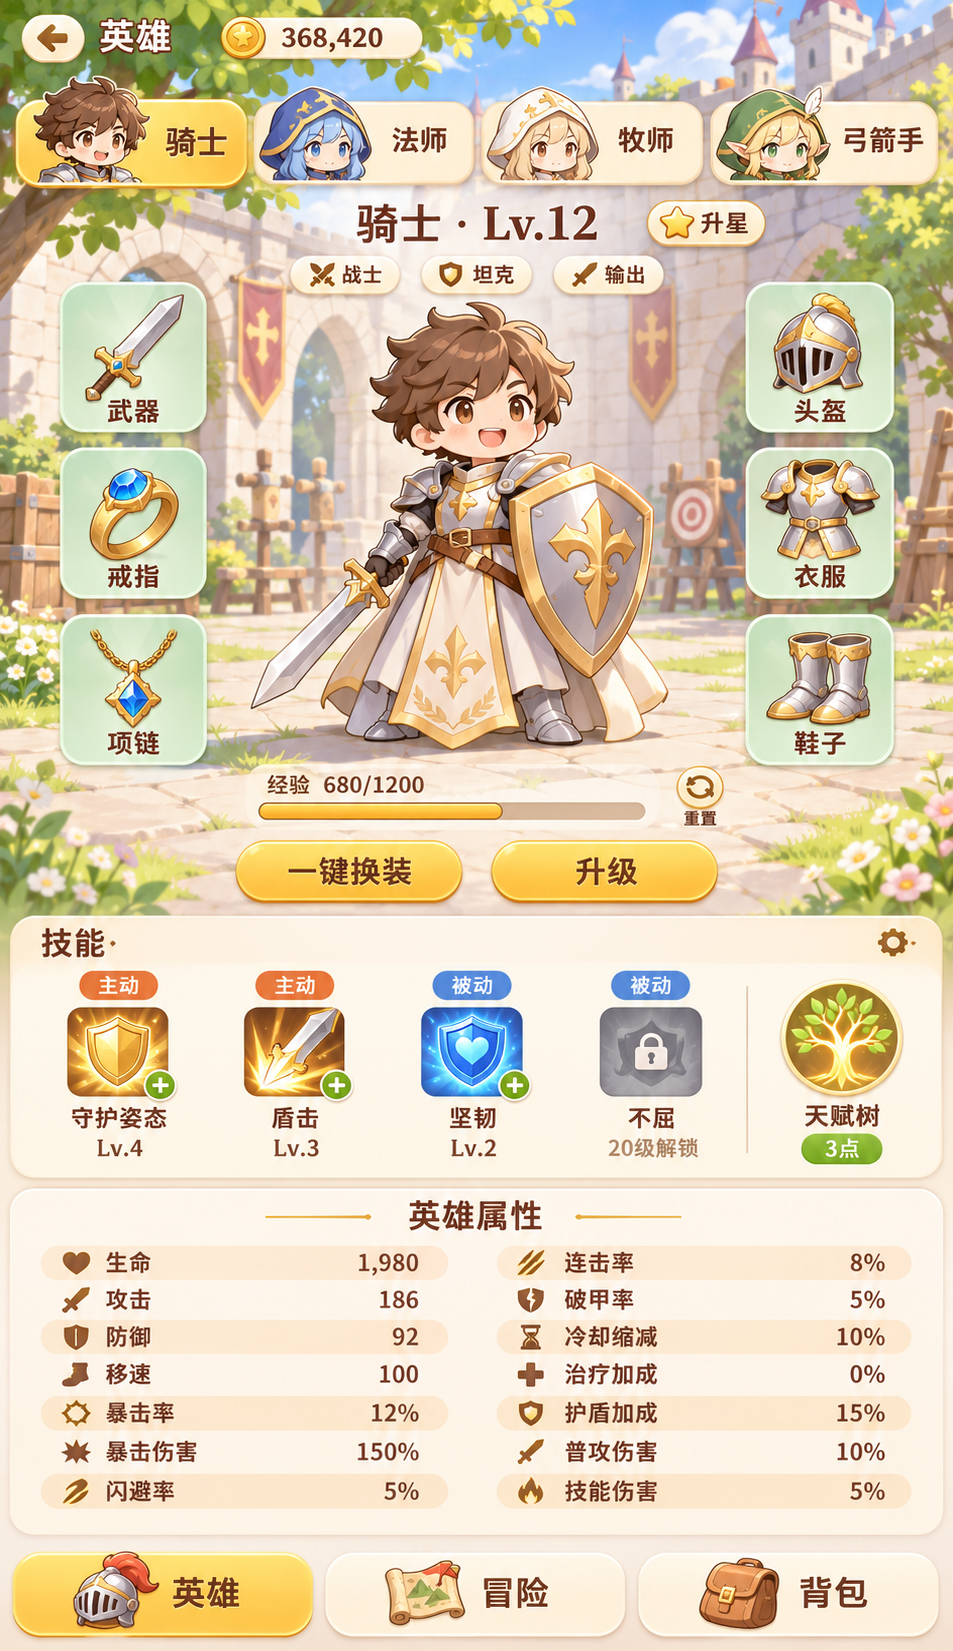 英雄
368,420
骑士
法师
牧师
弓箭手
骑士 · Lv.12
升星
战士
坦克
输出
武器
戒指
项链
头盔
衣服
鞋子
经验 680/1200
重置
一键换装
升级
技能
主动
守护姿态
Lv.4
主动
盾击
Lv.3
被动
坚韧
Lv.2
被动
不屈
20级解锁
天赋树
3点
英雄属性
生命 1,980
攻击 186
防御 92
移速 100
暴击率 12%
暴击伤害 150%
闪避率 5%
连击率 8%
破甲率 5%
冷却缩减 10%
治疗加成 0%
护盾加成 15%
普攻伤害 10%
技能伤害 5%
英雄
冒险
背包